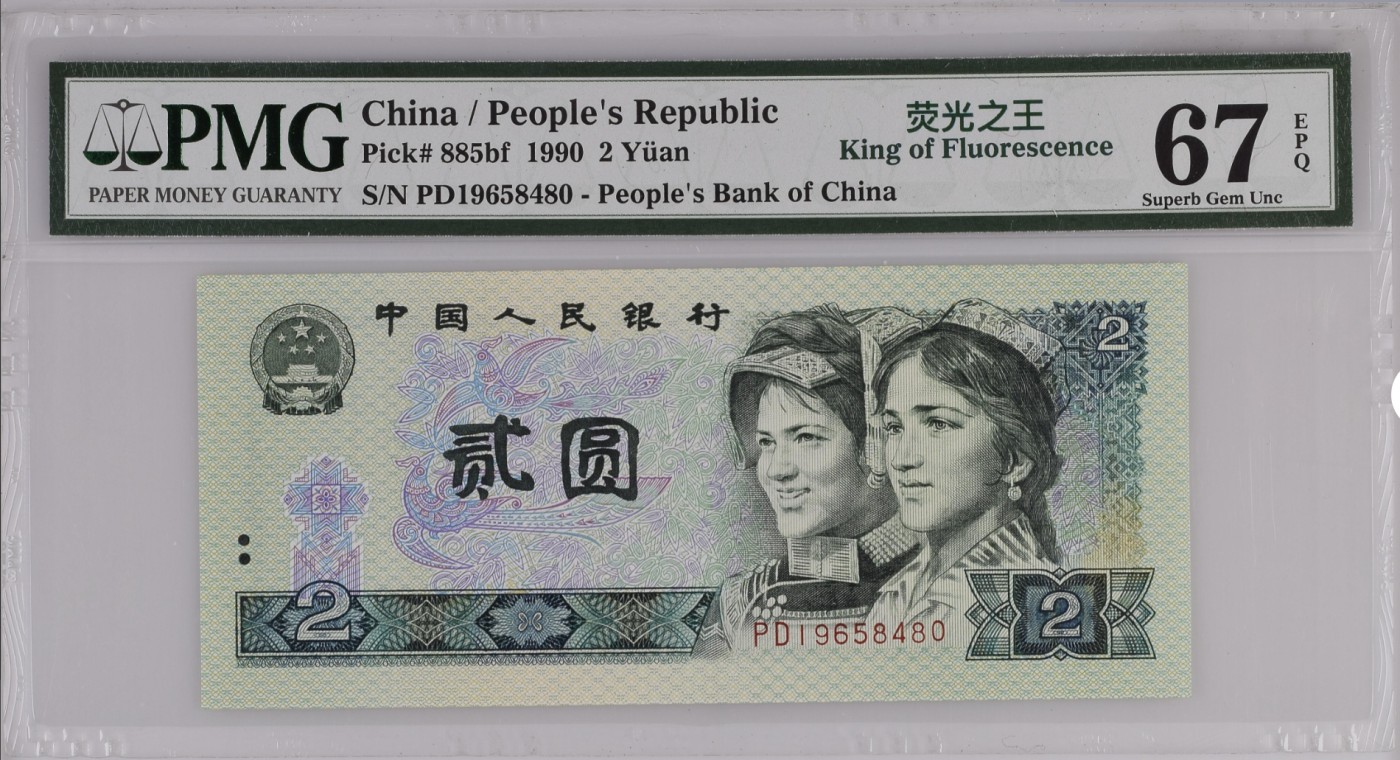 PMG
PAPER MONEY GUARANTY
China / People's Republic
Pick# 885bf 1990 2 Yüan
S/N PD19658480 - People's Bank of China
荧光之王
King of Fluorescence
67
EPQ
Superb Gem Unc
中国人民银行
2
贰圆
2
PD19658480
2